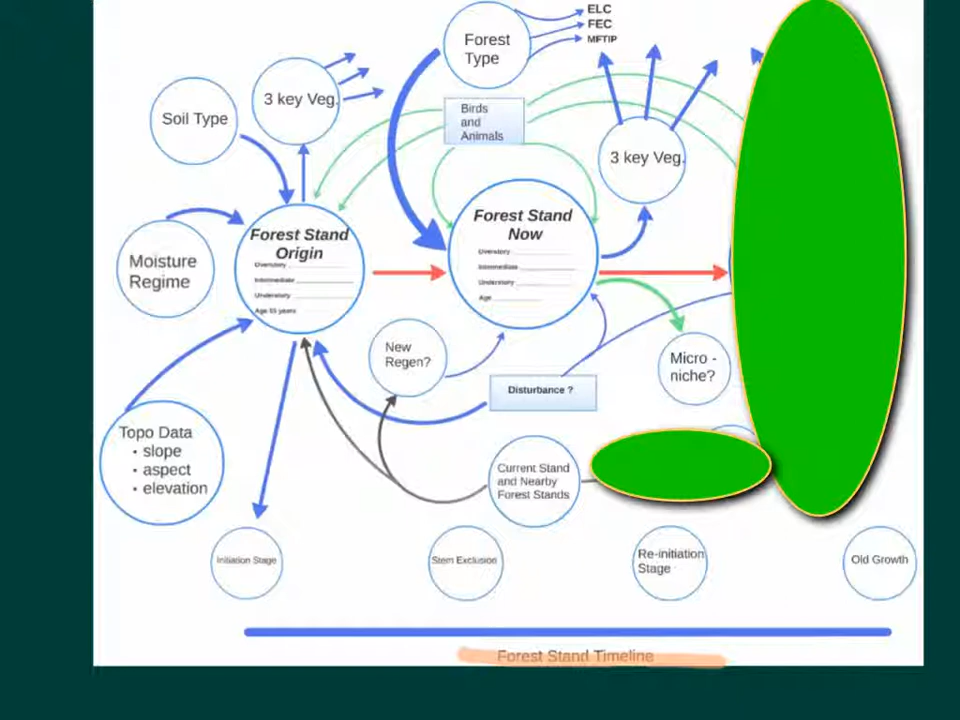 ELC
FEC
MFTIP
Forest
Type
3 key Veg.
Soil Type
Birds
and
Animals
3 key Veg.
Forest Stand
Origin
Overstory
Intermediate
Understory
Age 55 years
Forest Stand
Now
Overstory
Intermediate
Understory
Age
Moisture
Regime
New
Regen?
Micro -
niche?
Disturbance ?
Topo Data
• slope
• aspect
• elevation
Current Stand
and Nearby
Forest Stands
Initiation Stage
Stem Exclusion
Re-initiation
Stage
Old Growth
Forest Stand Timeline